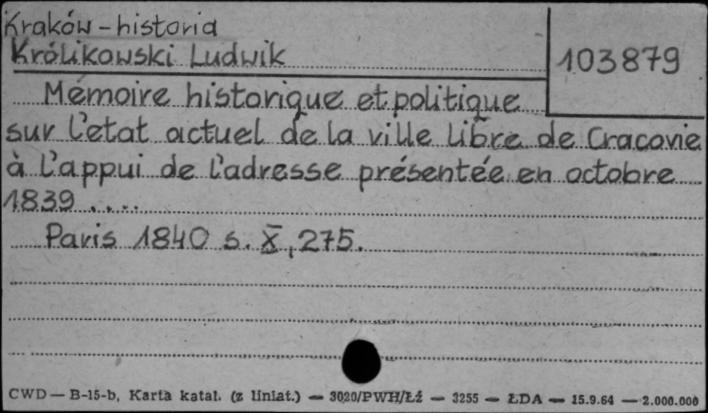 Kraków - historia
Królikowski Ludwik
103879
Mémoire historique et politique
sur l'etat actuel de la ville libre de Cracovie
à l'appui de l'adresse présentée en octobre
1839 ....
Paris 1840 s. X, 275.
CWD — B-15-b, Karta katal. (z liniat.) — 3020/PWH/Łź — 3255 — ŁDA — 15.9.64 — 2.000.000